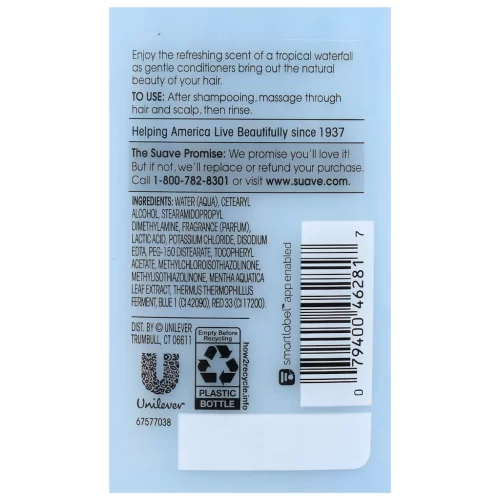 Enjoy the refreshing scent of a tropical waterfall
as gentle conditioners bring out the natural
beauty of your hair.
TO USE: After shampooing, massage through
hair and scalp, then rinse.
Helping America Live Beautifully since 1937
The Suave Promise: We promise you'll love it!
But if not, we'll replace or refund your purchase.
Call 1-800-782-8301 or visit www.suave.com.
INGREDIENTS: WATER (AQUA), CETEARYL
ALCOHOL, STEARAMIDOPROPYL
DIMETHYLAMINE, FRAGRANCE (PARFUM),
LACTIC ACID, POTASSIUM CHLORIDE, DISODIUM
EDTA, PEG-150 DISTEARATE, TOCOPHERYL
ACETATE, METHYLCHLOROISOTHIAZOLINONE,
METHYLISOTHIAZOLINONE, MENTHA AQUATICA
LEAF EXTRACT, THERMUS THERMOPHILLUS
FERMENT, BLUE 1 (CI 42090), RED 33 (CI 17200).
DIST. BY © UNILEVER
TRUMBULL, CT 06611
Unilever
67577038
Empty Before
Recycling
PLASTIC
BOTTLE
how2recycle.info
smartlabel™ app enabled
0 79400 46281 7